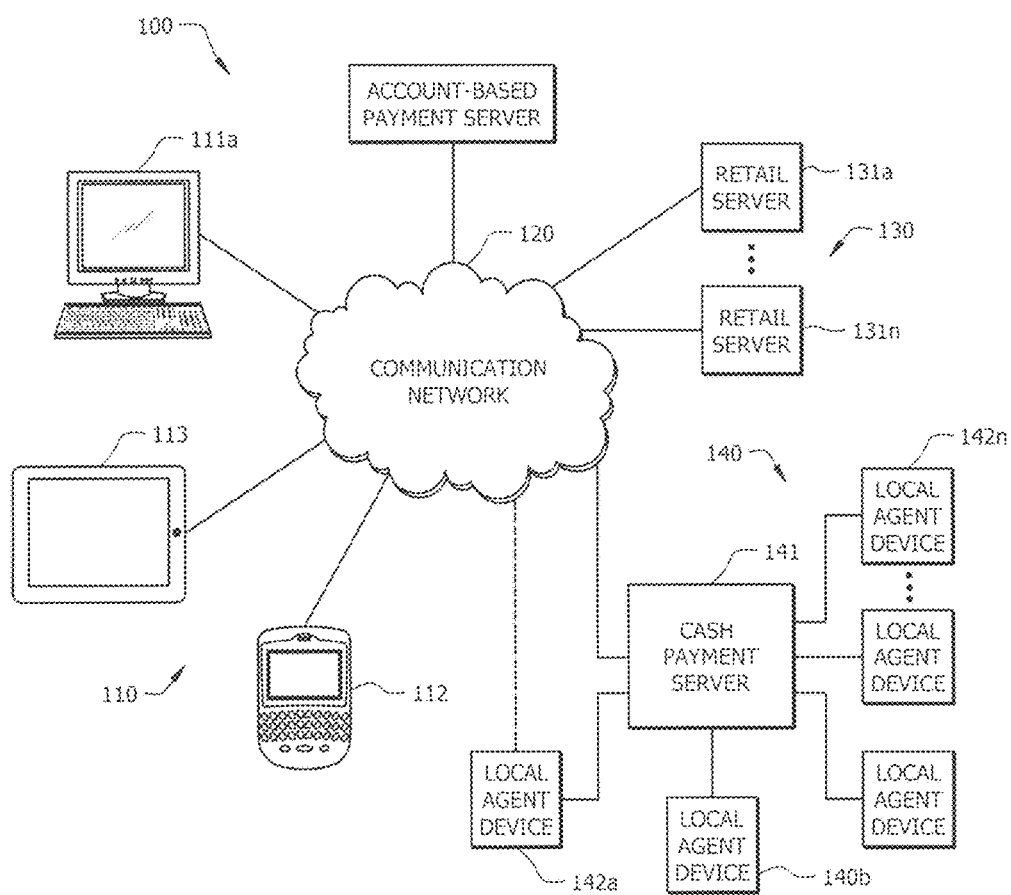 100
ACCOUNT-BASED
PAYMENT SERVER
111a
RETAIL
SERVER
131a
120
130
RETAIL
SERVER
131n
COMMUNICATION
NETWORK
113
140
142n
LOCAL
AGENT
DEVICE
141
CASH
PAYMENT
SERVER
LOCAL
AGENT
DEVICE
110
112
LOCAL
AGENT
DEVICE
142a
LOCAL
AGENT
DEVICE
140b
LOCAL
AGENT
DEVICE